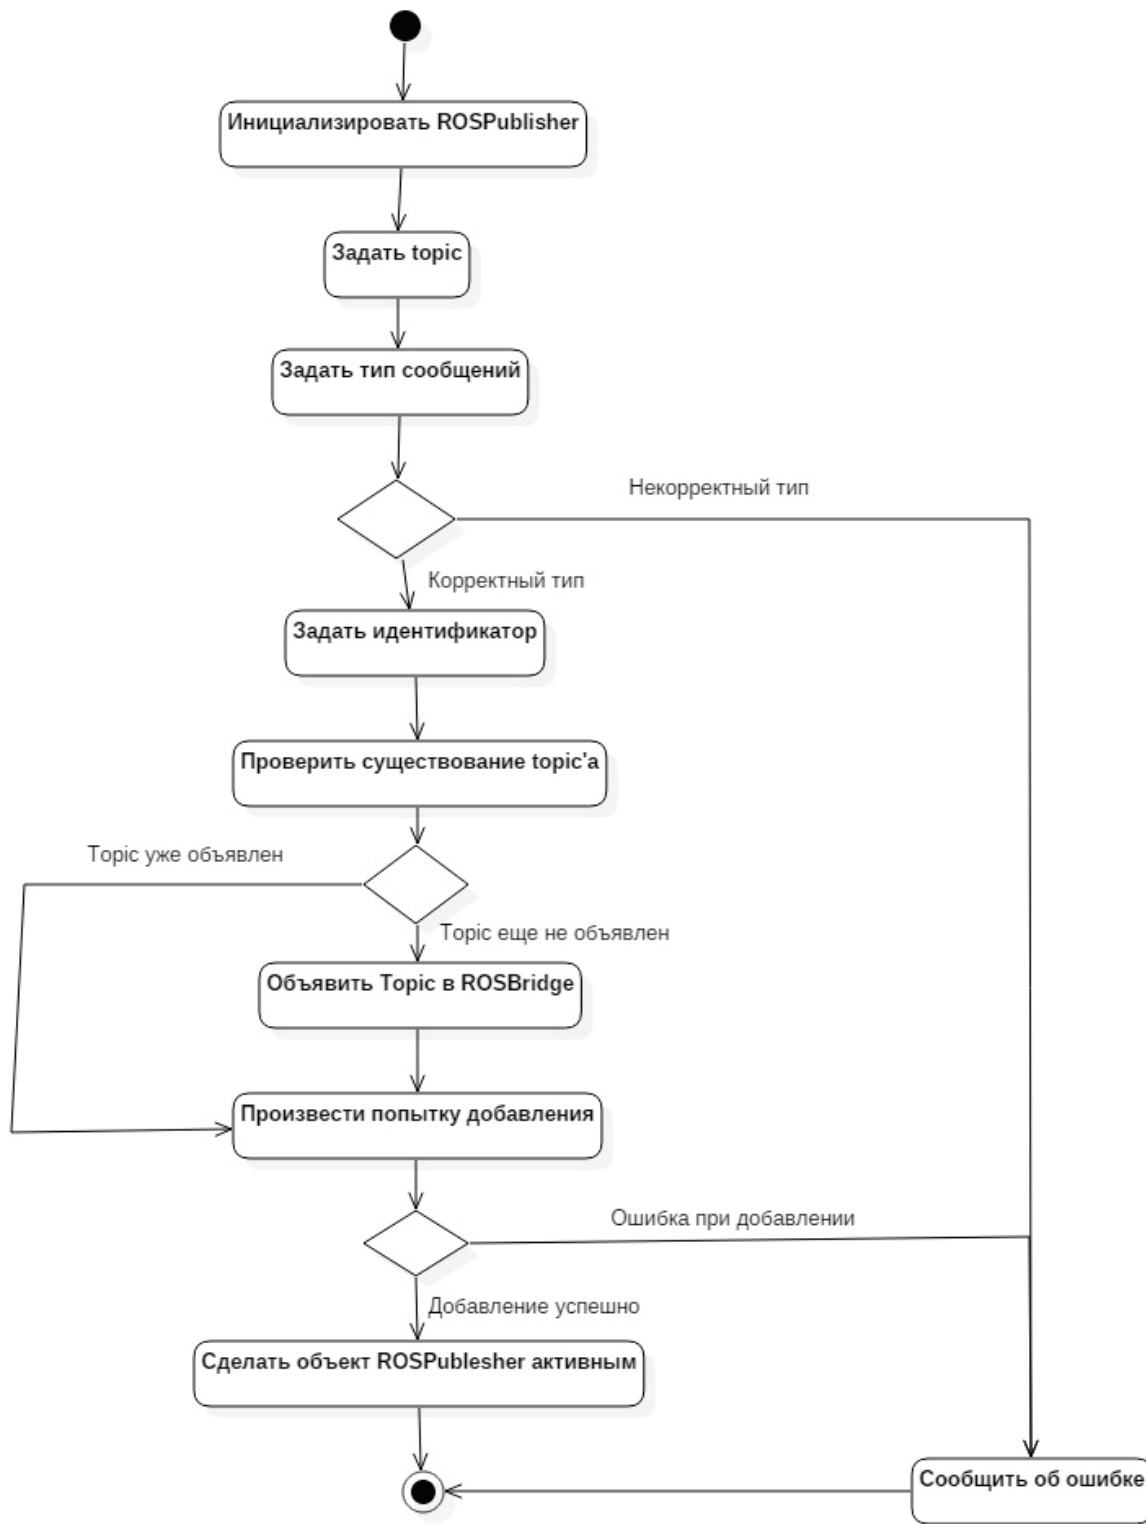 Инициализировать ROSPublisher
Задать topic
Задать тип сообщений
Некорректный тип
Корректный тип
Задать идентификатор
Проверить существование topic'а
Topic уже объявлен
Topic еще не объявлен
Объявить Topic в ROSBridge
Произвести попытку добавления
Ошибка при добавлении
Добавление успешно
Сделать объект ROSPublesher активным
Сообщить об ошибке